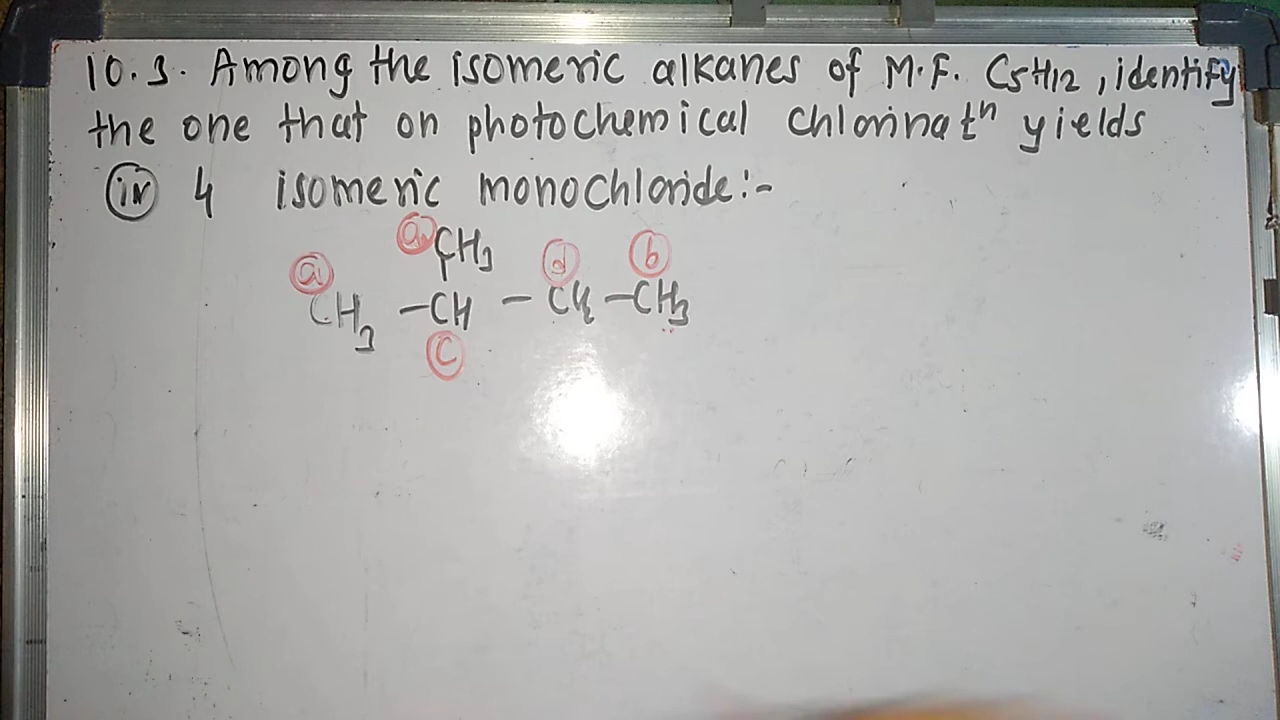 10.3. Among the isomeric alkanes of M.F. C5H12, identify
the one that on photochemical chlorinatn yields
(iv) 4 isomeric monochloride:-
a CH3
a d b
CH3 - CH - CH2 - CH3
c